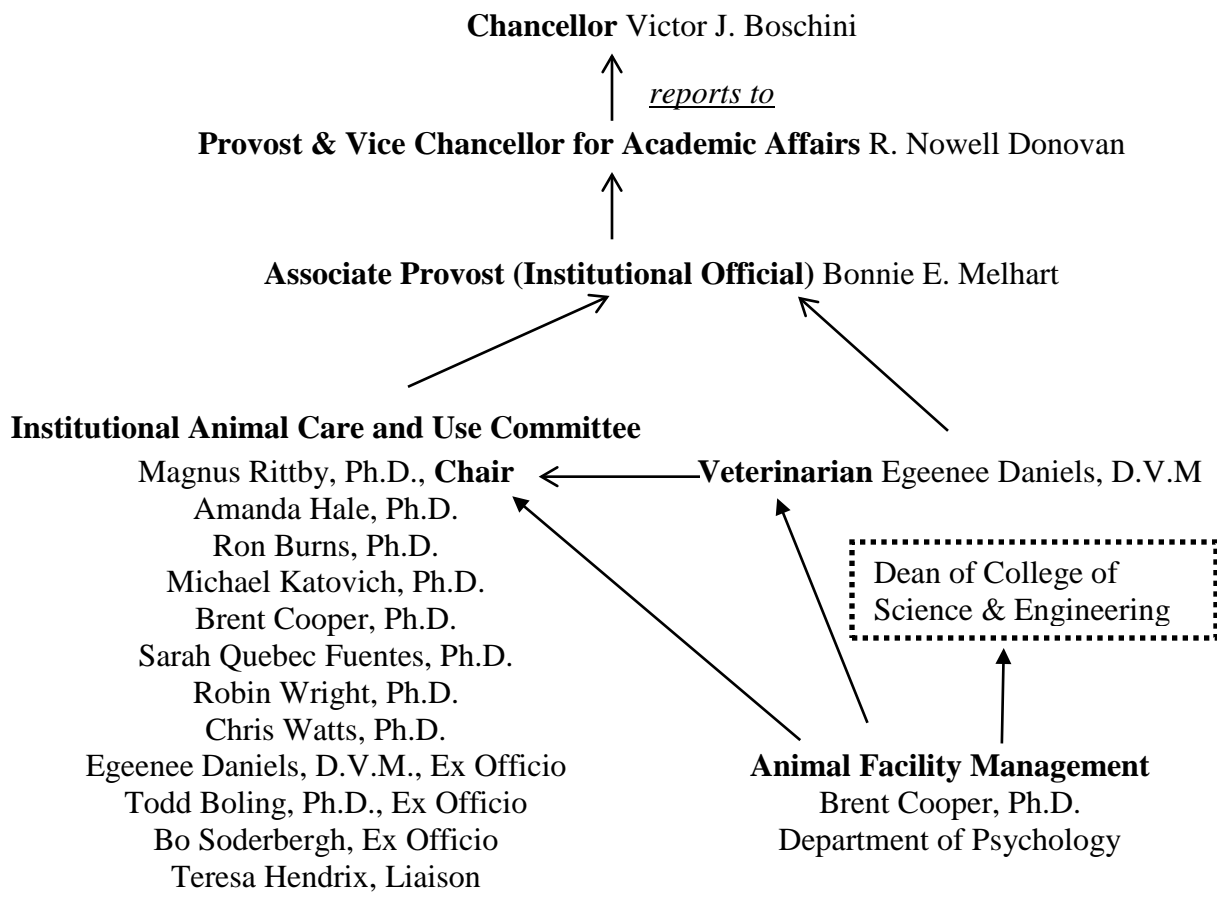 Chancellor Victor J. Boschini
reports to
Provost & Vice Chancellor for Academic Affairs R. Nowell Donovan
Associate Provost (Institutional Official) Bonnie E. Melhart
Institutional Animal Care and Use Committee
Magnus Rittby, Ph.D., Chair
Amanda Hale, Ph.D.
Ron Burns, Ph.D.
Michael Katovich, Ph.D.
Brent Cooper, Ph.D.
Sarah Quebec Fuentes, Ph.D.
Robin Wright, Ph.D.
Chris Watts, Ph.D.
Egeenee Daniels, D.V.M., Ex Officio
Todd Boling, Ph.D., Ex Officio
Bo Soderbergh, Ex Officio
Teresa Hendrix, Liaison
Veterinarian Egeenee Daniels, D.V.M
Dean of College of
Science & Engineering
Animal Facility Management
Brent Cooper, Ph.D.
Department of Psychology